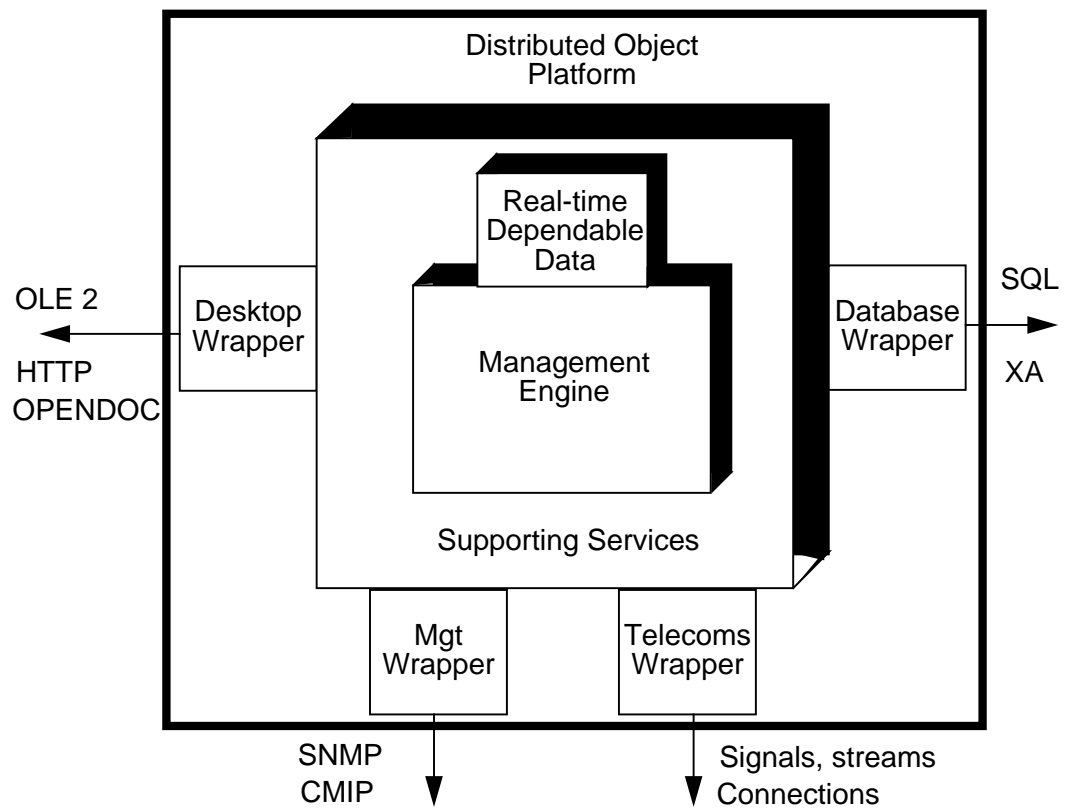 Distributed Object
Platform
Real-time
Dependable
Data
OLE 2
Desktop
Wrapper
HTTP
OPENDOC
Management
Engine
Database
Wrapper
SQL
XA
Supporting Services
Mgt
Wrapper
Telecoms
Wrapper
SNMP
CMIP
Signals, streams
Connections